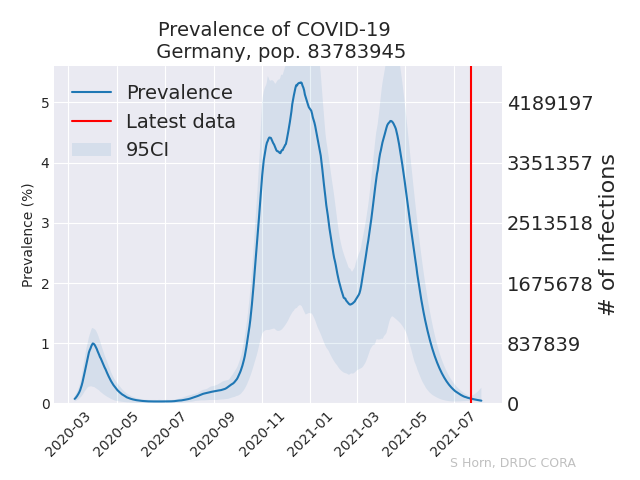 Prevalence of COVID-19
Germany, pop. 83783945
Prevalence
Latest data
95CI
Prevalence (%)
5
4
3
2
1
0
4189197
3351357
2513518
1675678
837839
0
# of infections
2020-03
2020-05
2020-07
2020-09
2020-11
2021-01
2021-03
2021-05
2021-07
S Horn, DRDC CORA